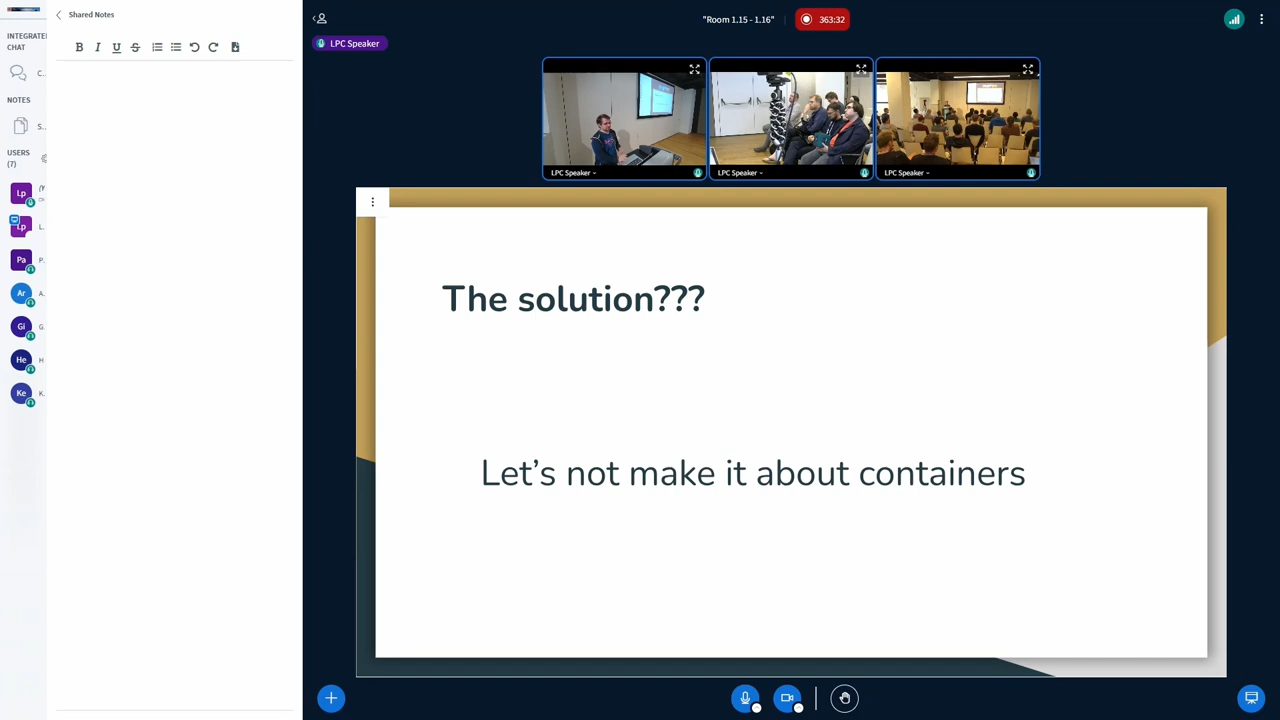 Shared Notes
"Room 1.15 - 1.16"
363:32
INTEGRATE
CHAT
C..
NOTES
S..
USERS
(7)
Lp
Lp
L..
Pa
P..
Ar
A..
Gi
G.
He
H
Ke
K.
B I U S
LPC Speaker
LPC Speaker
LPC Speaker
LPC Speaker
The solution???
Let's not make it about containers